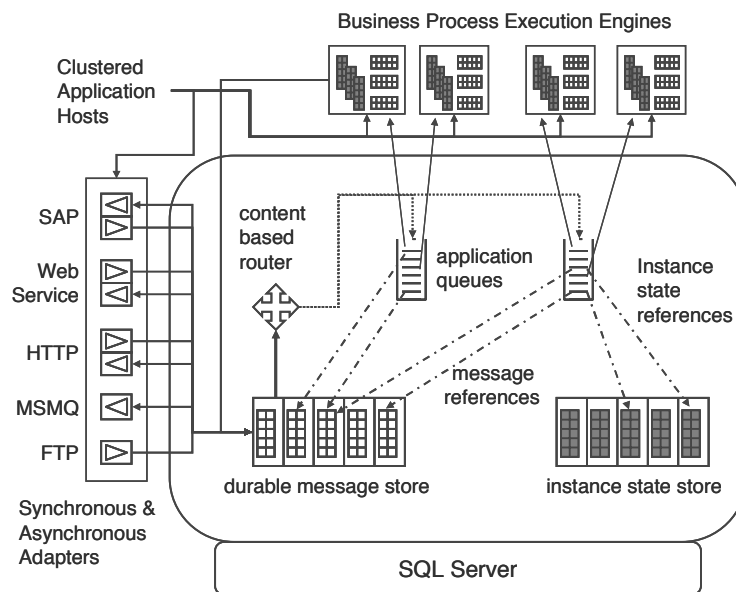 Business Process Execution Engines
Clustered
Application
Hosts
SAP
Web
Service
HTTP
MSMQ
FTP
Synchronous &
Asynchronous
Adapters
content
based
router
application
queues
Instance
state
references
message
references
durable message store
instance state store
SQL Server